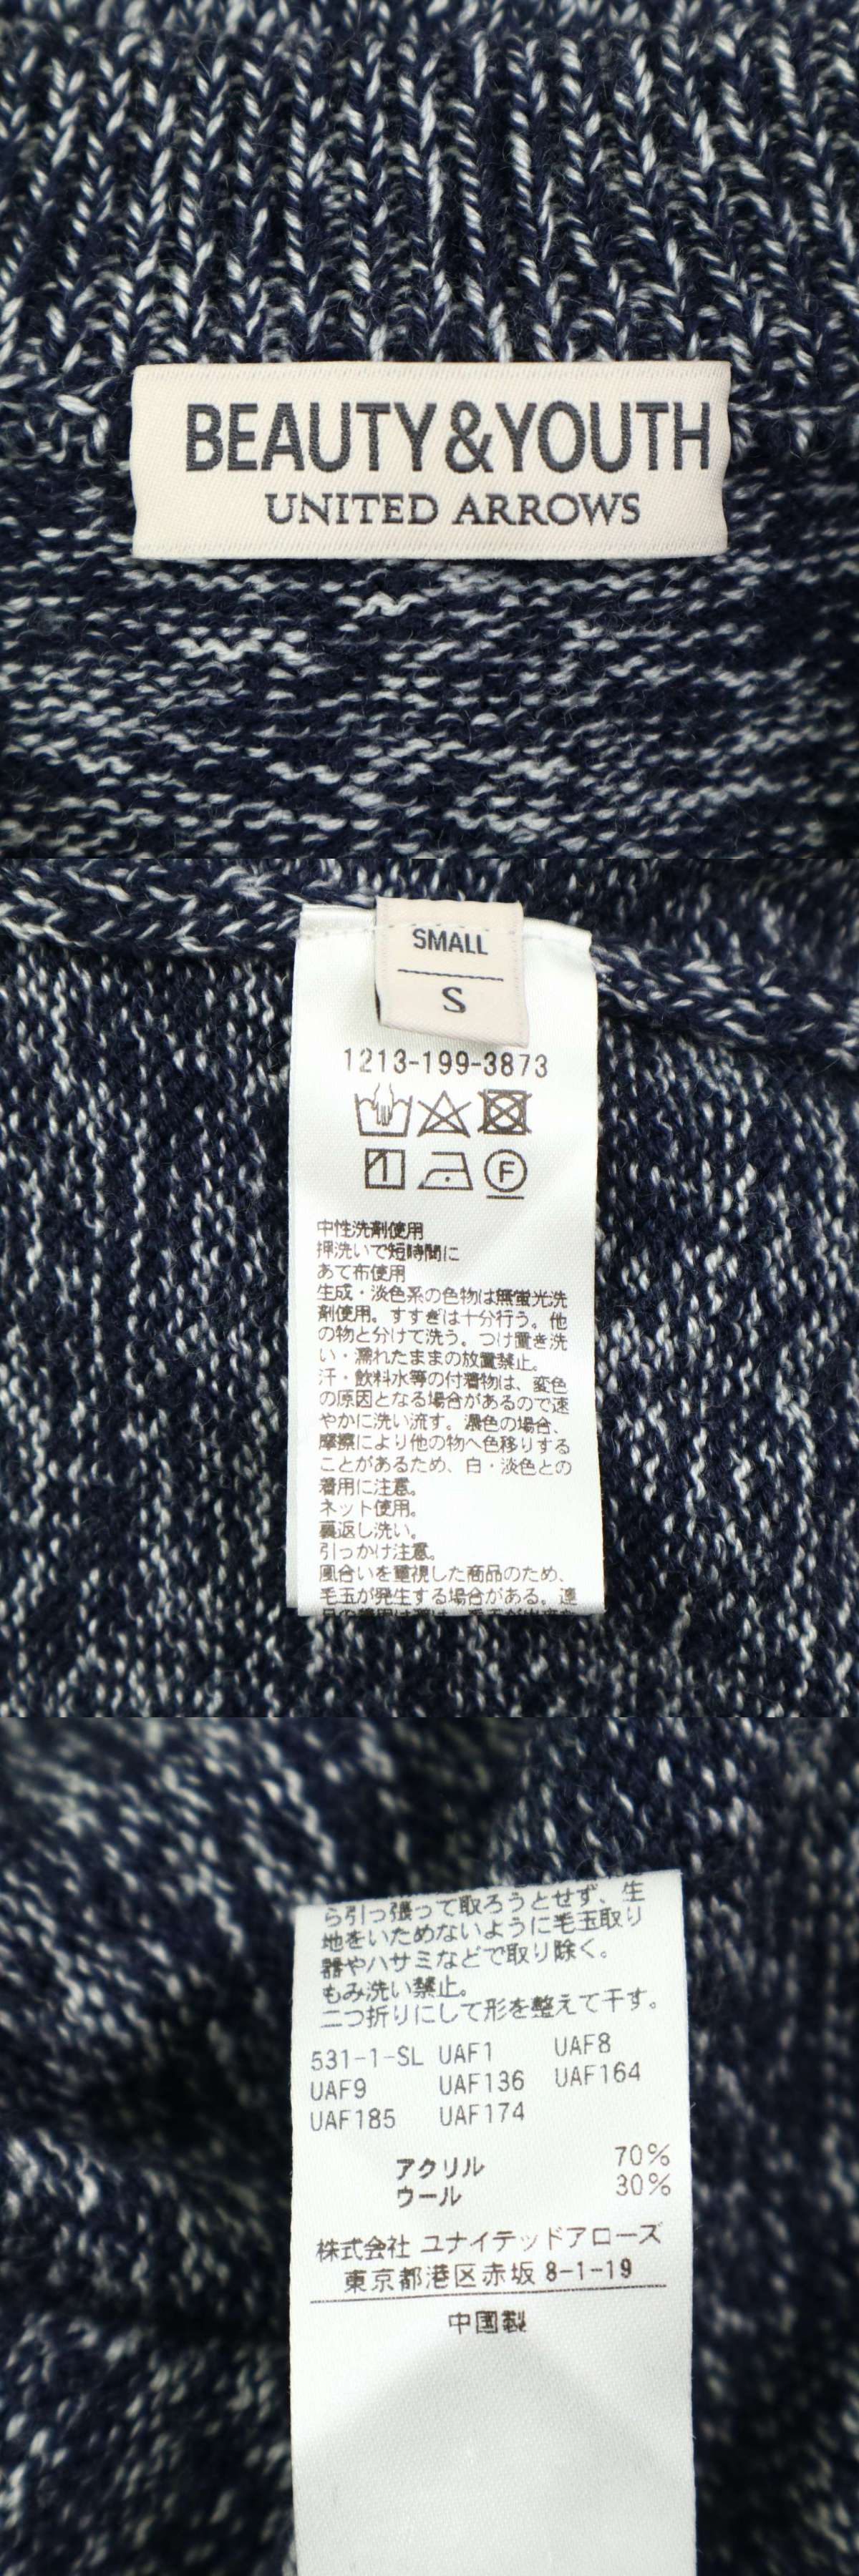 BEAUTY&YOUTH
UNITED ARROWS
SMALL
S
1213-199-3873
F
中性洗剤使用
押洗いで短時間に
あて布使用
生成・淡色系の色物は無蛍光洗
剤使用。すすぎは十分行う。他
の物と分けて洗う。つけ置き洗
い・濡れたままの放置禁止。
汗・飲料水等の付着物は、変色
の原因となる場合があるので速
やかに洗い流す。濃色の場合、
摩擦により他の物へ色移りする
ことがあるため、白・淡色との
着用に注意。
ネット使用。
裏返し洗い。
引っかけ注意。
風合いを重視した商品のため、
毛玉が発生する場合がある。連
ら引っ張って取ろうとせず、生
地をいためないように毛玉取り
器やハサミなどで取り除く。
もみ洗い禁止。
二つ折りにして形を整えて干す。
531-1-SL UAF1 UAF8
UAF9 UAF136 UAF164
UAF185 UAF174
アクリル 70%
ウール 30%
株式会社 ユナイテッドアローズ
東京都港区赤坂 8-1-19
中国製